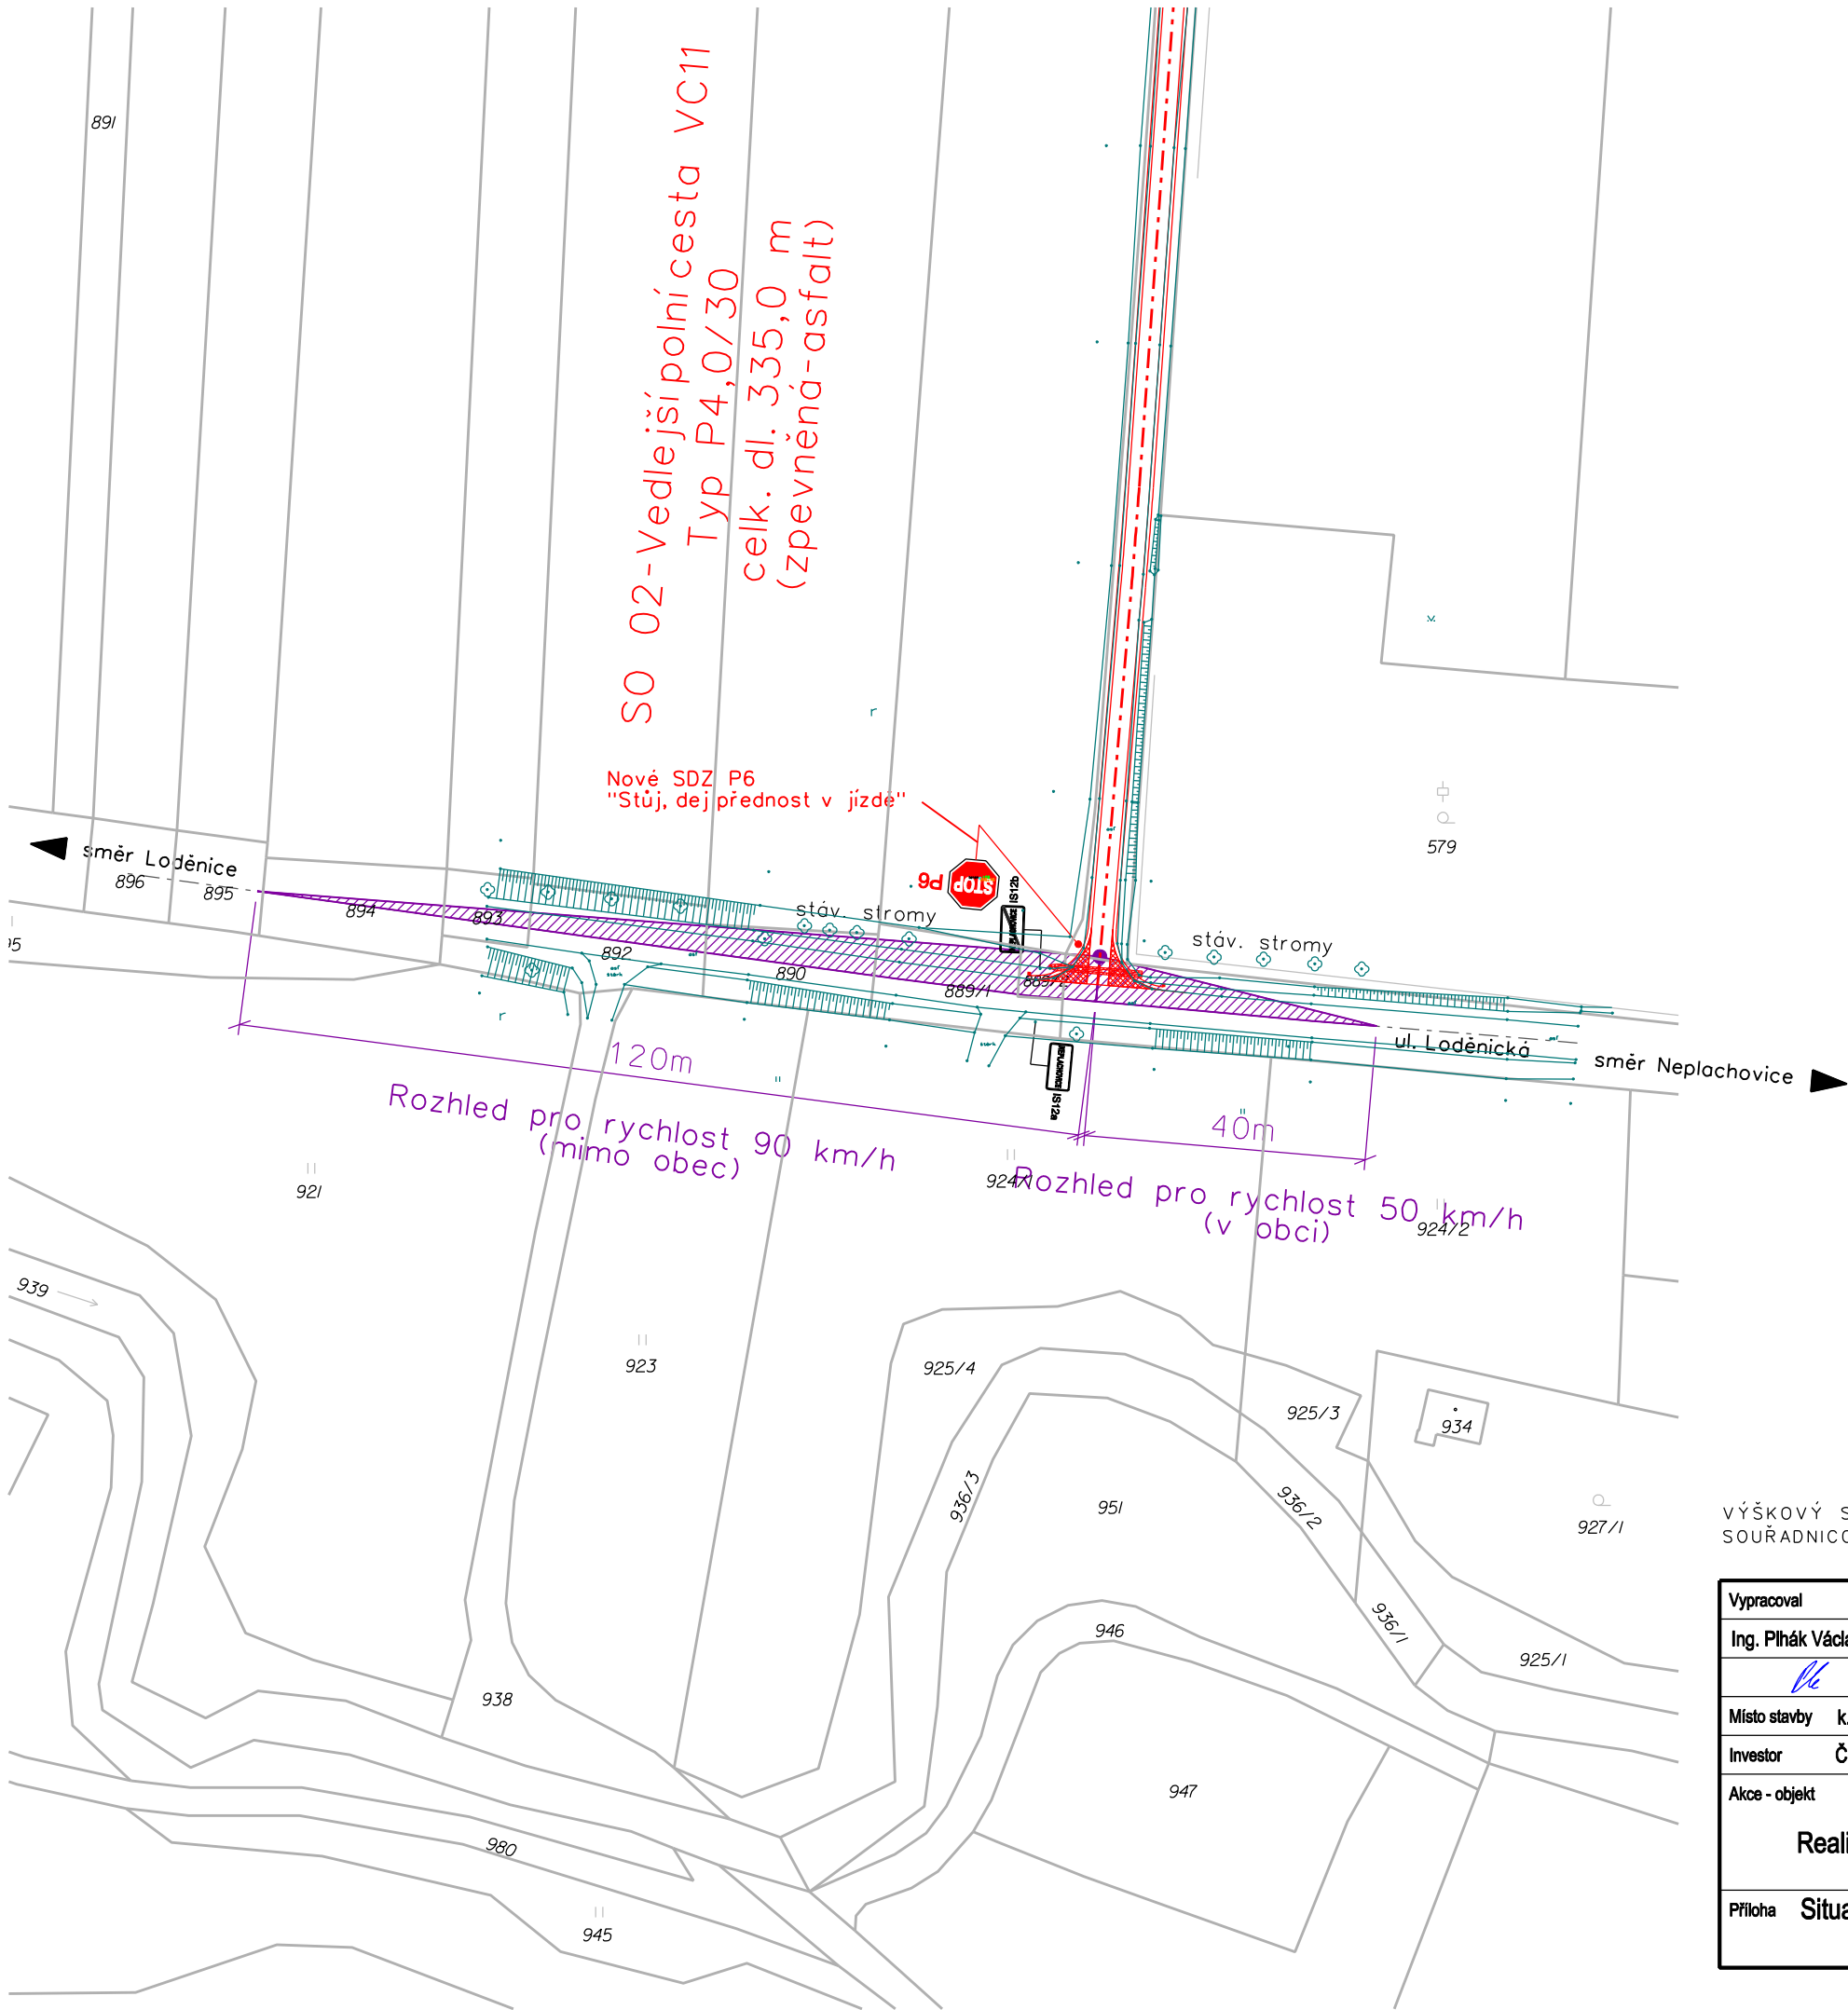 891
SO 02-Vedlejší polní cesta VC11
Typ P4,0/30
celk. dl. 335,0 m
(zpevněná-asfalt)
Nové SDZ P6
"Stůj, dej přednost v jízdě"
579
směr Loděnice
896
895
894
893
892
890
889/1
889/2
P6
STOP
IS12b
stáv. stromy
stáv. stromy
IS12a
ul. Loděnická
směr Neplachovice
120m
Rozhled pro rychlost 90 km/h
(mimo obec)
40m
Rozhled pro rychlost 50 km/h
(v obci)
921
924/1
924/2
939
923
925/4
925/3
934
936/3
951
936/2
927/1
936/1
946
925/1
938
947
980
945
VÝŠKOVÝ S
SOUŘADNICO
Vypracoval
Ing. Plhák Václa
Místo stavby k.
Investor Č
Akce - objekt
Reali
Příloha Situa